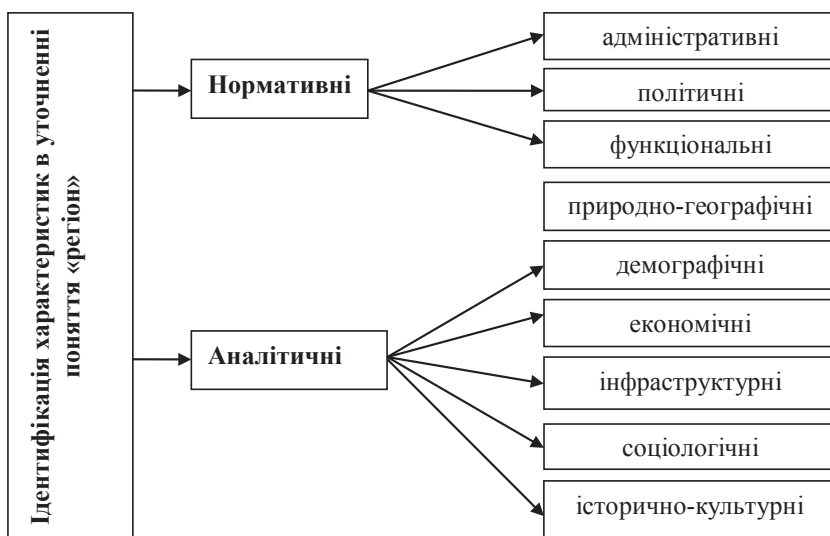 Ідентифікація характеристик в уточненні
поняття «регіон»
Нормативні
адміністративні
політичні
функціональні
природно-географічні
Аналітичні
демографічні
економічні
інфраструктурні
соціологічні
історично-культурні